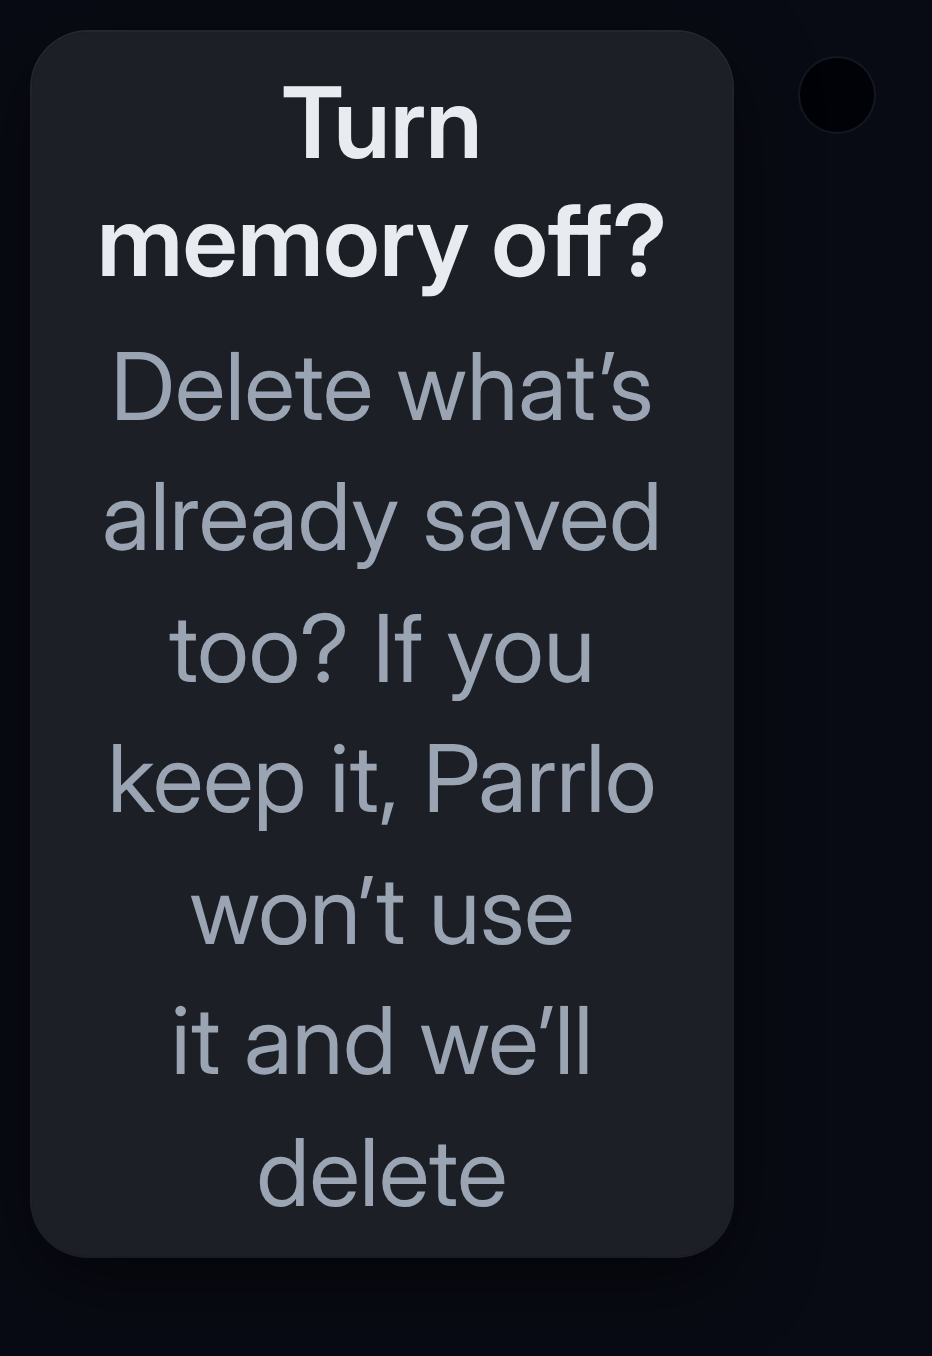 Turn
memory off?
Delete what’s
already saved
too? If you
keep it, Parrlo
won’t use
it and we’ll
delete